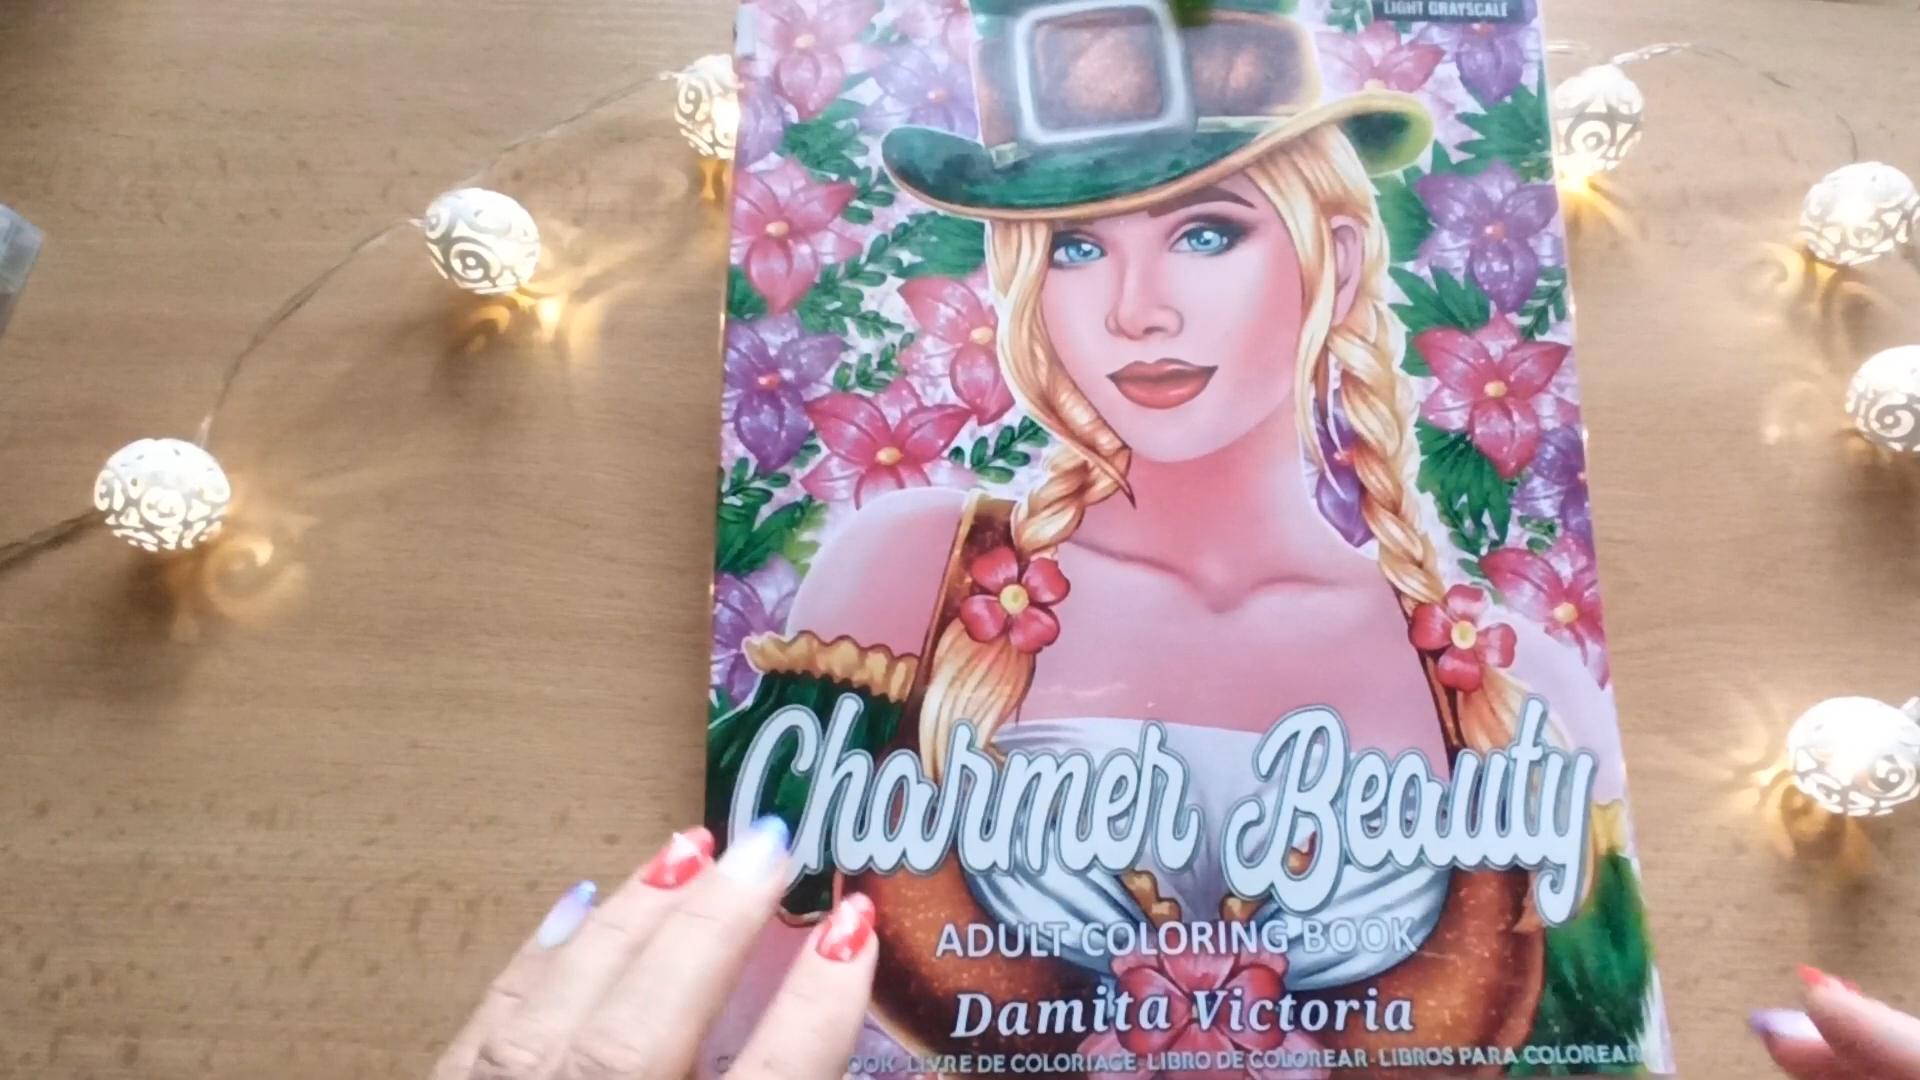 LIGHT GRAYSCALE
Charmer Beauty
ADULT COLORING BOOK
Damita Victoria
LIVRE DE COLORIAGE · LIBRO DE COLOREAR · LIBROS PARA COLOREAR